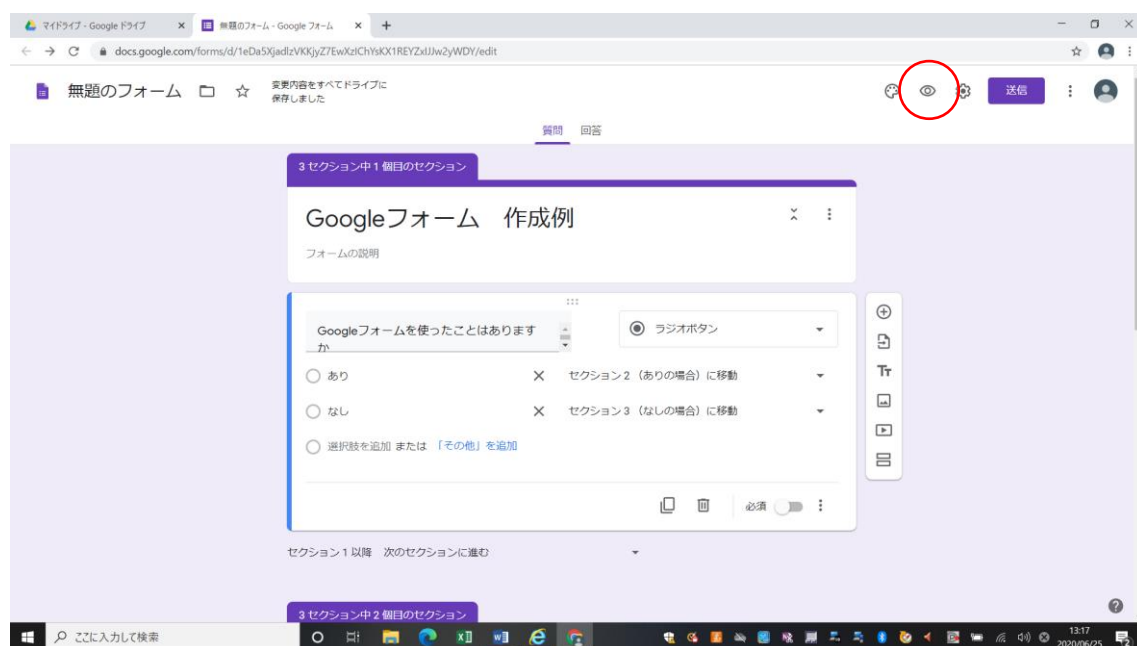 マイドライブ - Google ドライブ
無題のフォーム - Google フォーム
docs.google.com/forms/d/1eDa5XjadlzVKKjyZ7EwXzIChYsKX1REYZxUJw2yWDY/edit
無題のフォーム
変更内容をすべてドライブに
保存しました
送信
質問 回答
3 セクション中 1 個目のセクション
Googleフォーム 作成例
フォームの説明
Googleフォームを使ったことはあります
か
ラジオボタン
あり
セクション 2 (ありの場合) に移動
なし
セクション 3 (なしの場合) に移動
選択肢を追加 または 「その他」を追加
Tт
必須
セクション 1 以降 次のセクションに進む
3 セクション中 2 個目のセクション
ここに入力して検索
13:17
2020/06/25